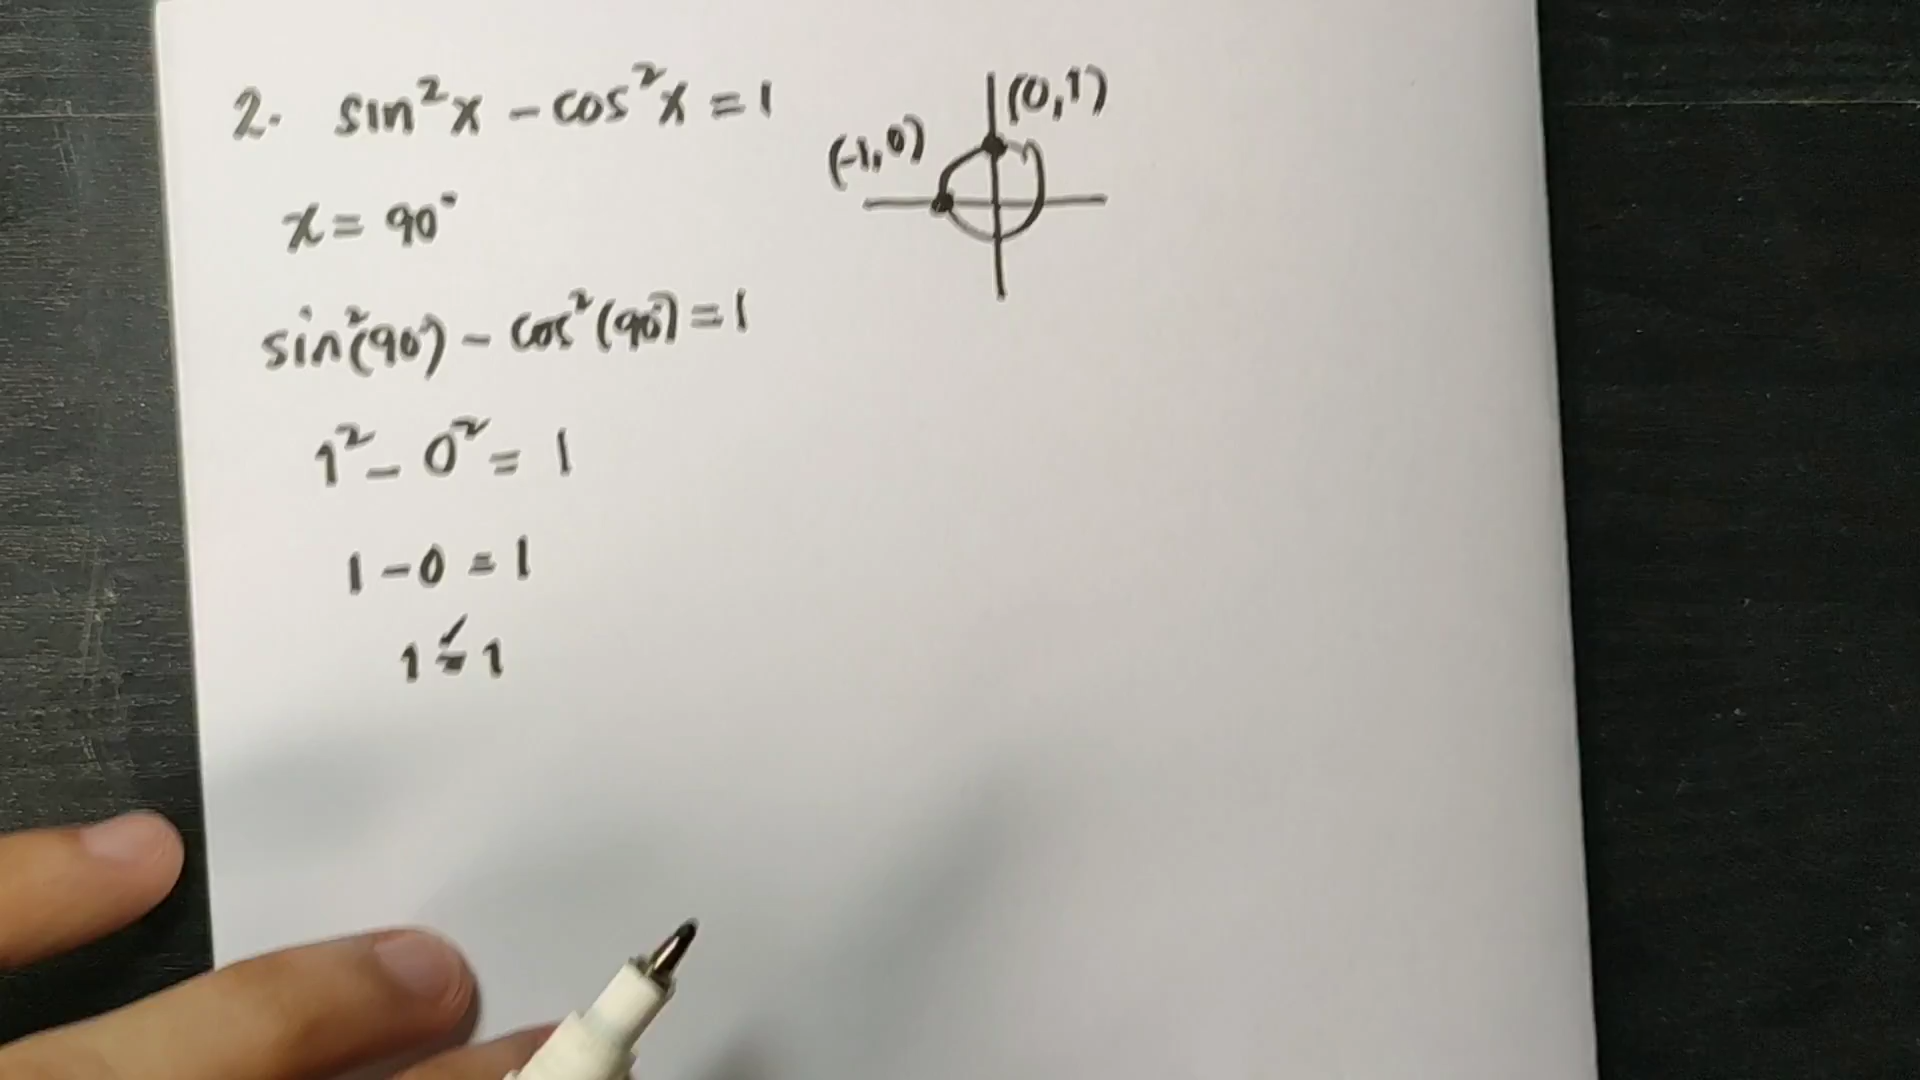 2. sin²x - cos²x = 1
(0,1)
(-1,0)
x = 90°
sin²(90°) - cos²(90°) = 1
1² - 0² = 1
1 - 0 = 1
1 = 1